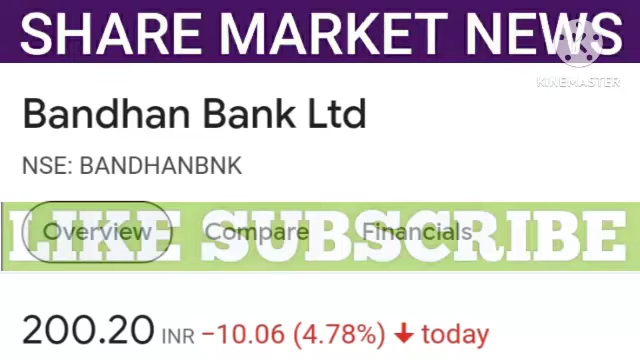 SHARE MARKET NEWS
KINEMASTER
Bandhan Bank Ltd
NSE: BANDHANBNK
LIKE SUBSCRIBE
Overview Compare Financials
200.20 INR −10.06 (4.78%) ↓ today